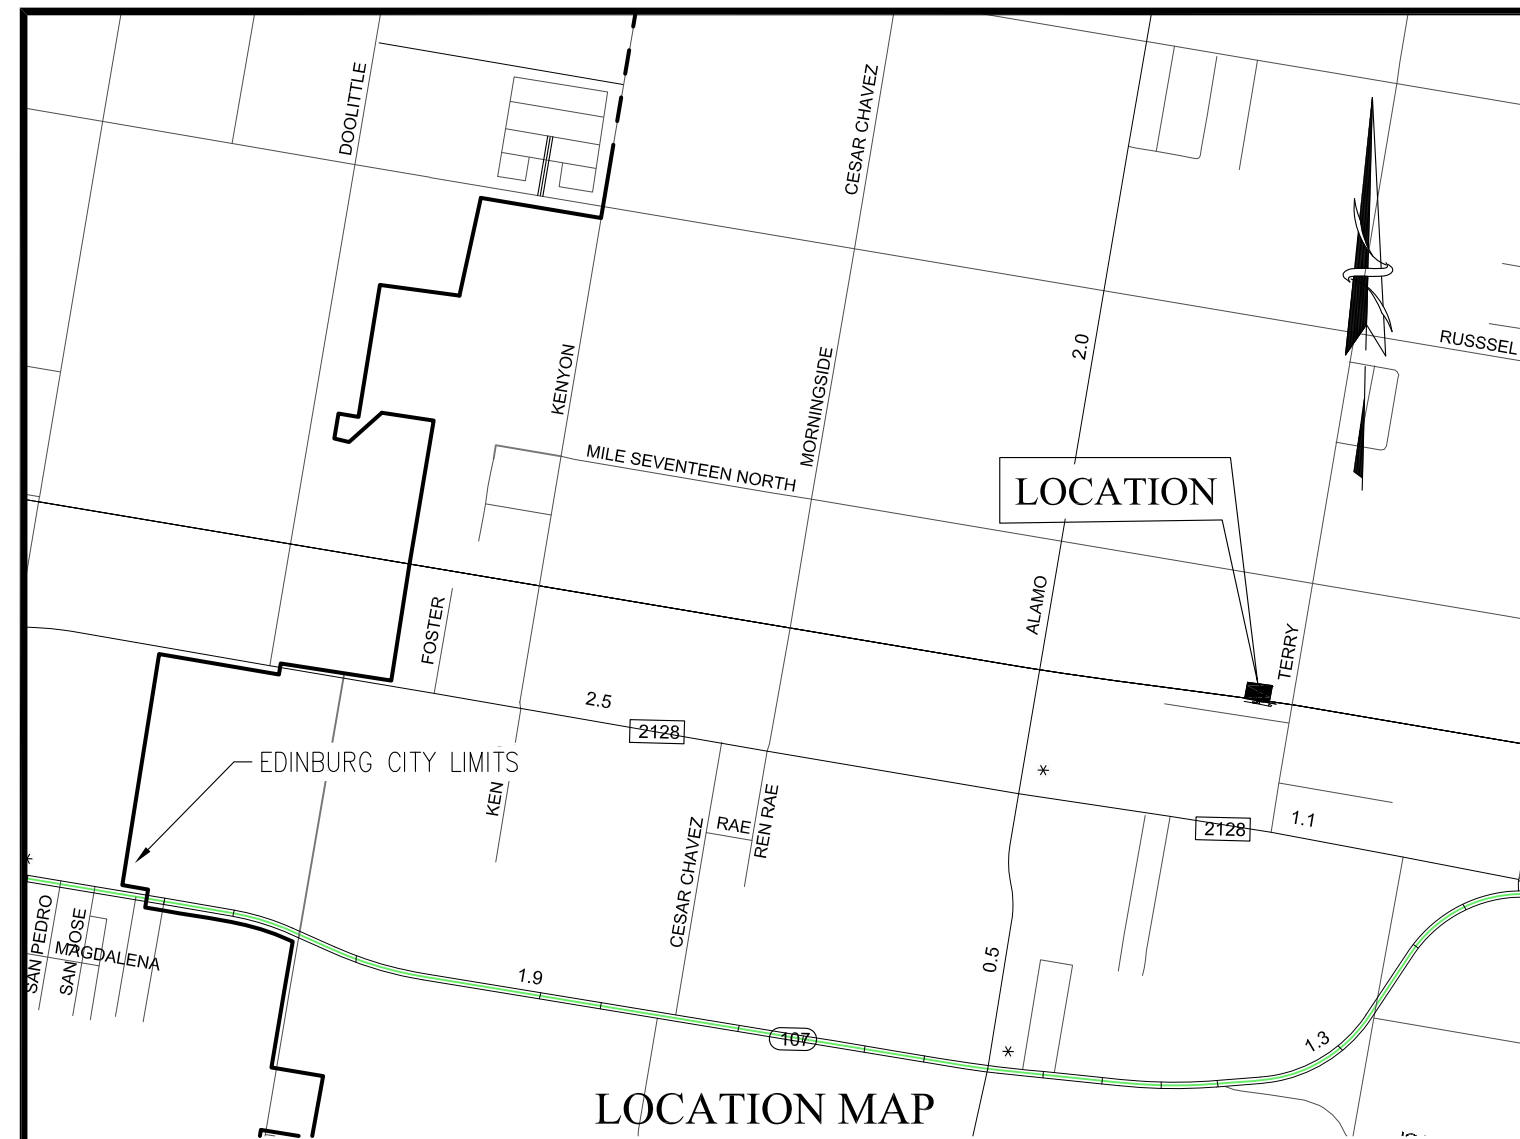 DOOLITTLE
CESAR CHAVEZ
RUSSSEL
2.0
KENYON
MORNINGSIDE
MILE SEVENTEEN NORTH
LOCATION
ALAMO
FOSTER
TERRY
2.5
2128
EDINBURG CITY LIMITS
*
KEN
CESAR CHAVEZ
RAE
REN RAE
2128
1.1
*
SAN PEDRO
SAN JOSE
MAGDALENA
1.9
0.5
107
*
1.3
LOCATION MAP